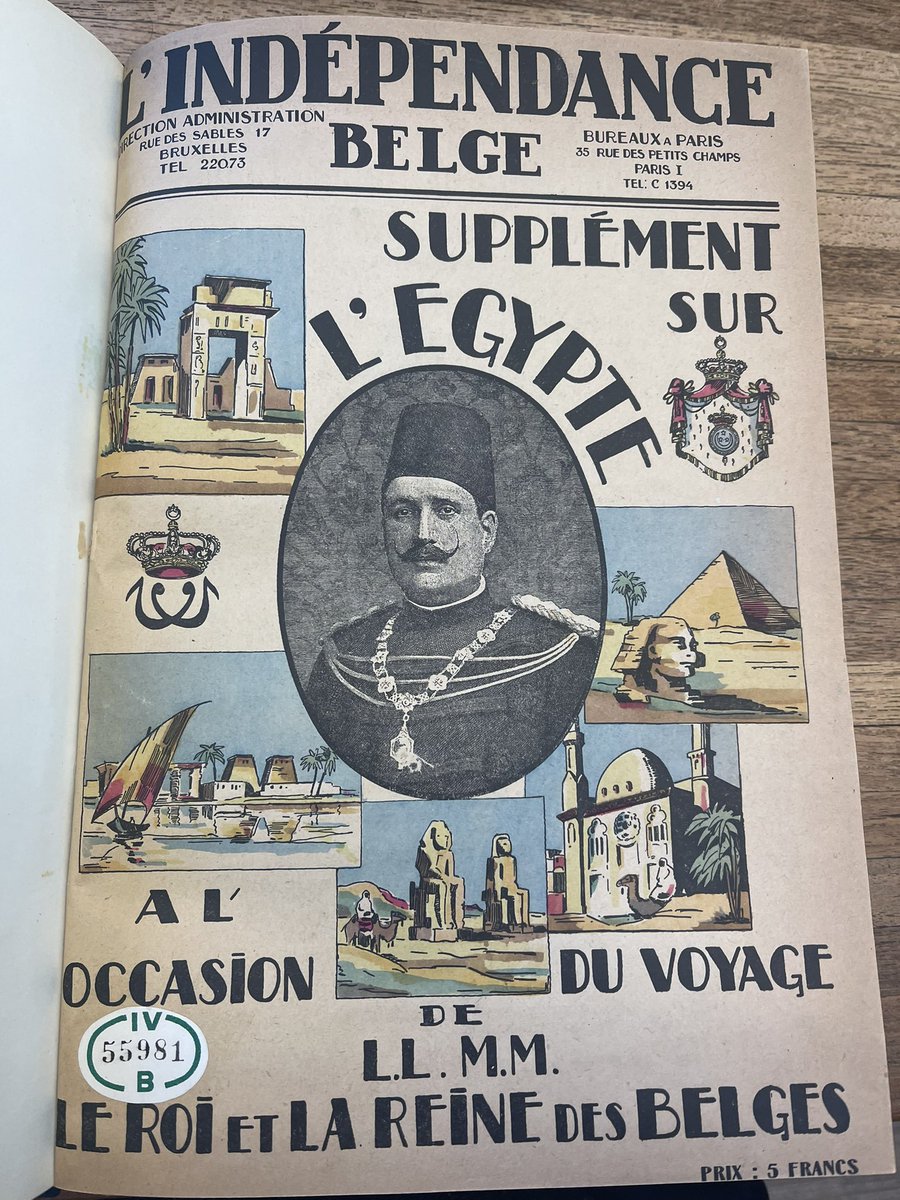 L'INDÉPENDANCE
BELGE
DIRECTION ADMINISTRATION
RUE DES SABLES 17
BRUXELLES
TEL 22073
BUREAUX A PARIS
35 RUE DES PETITS CHAMPS
PARIS I
TEL: C 1394
SUPPLÉMENT
SUR
L'EGYPTE
A L'
OCCASION DU VOYAGE
DE
L.L. M.M.
LE ROI ET LA REINE DES BELGES
IV
55981
B
PRIX : 5 FRANCS